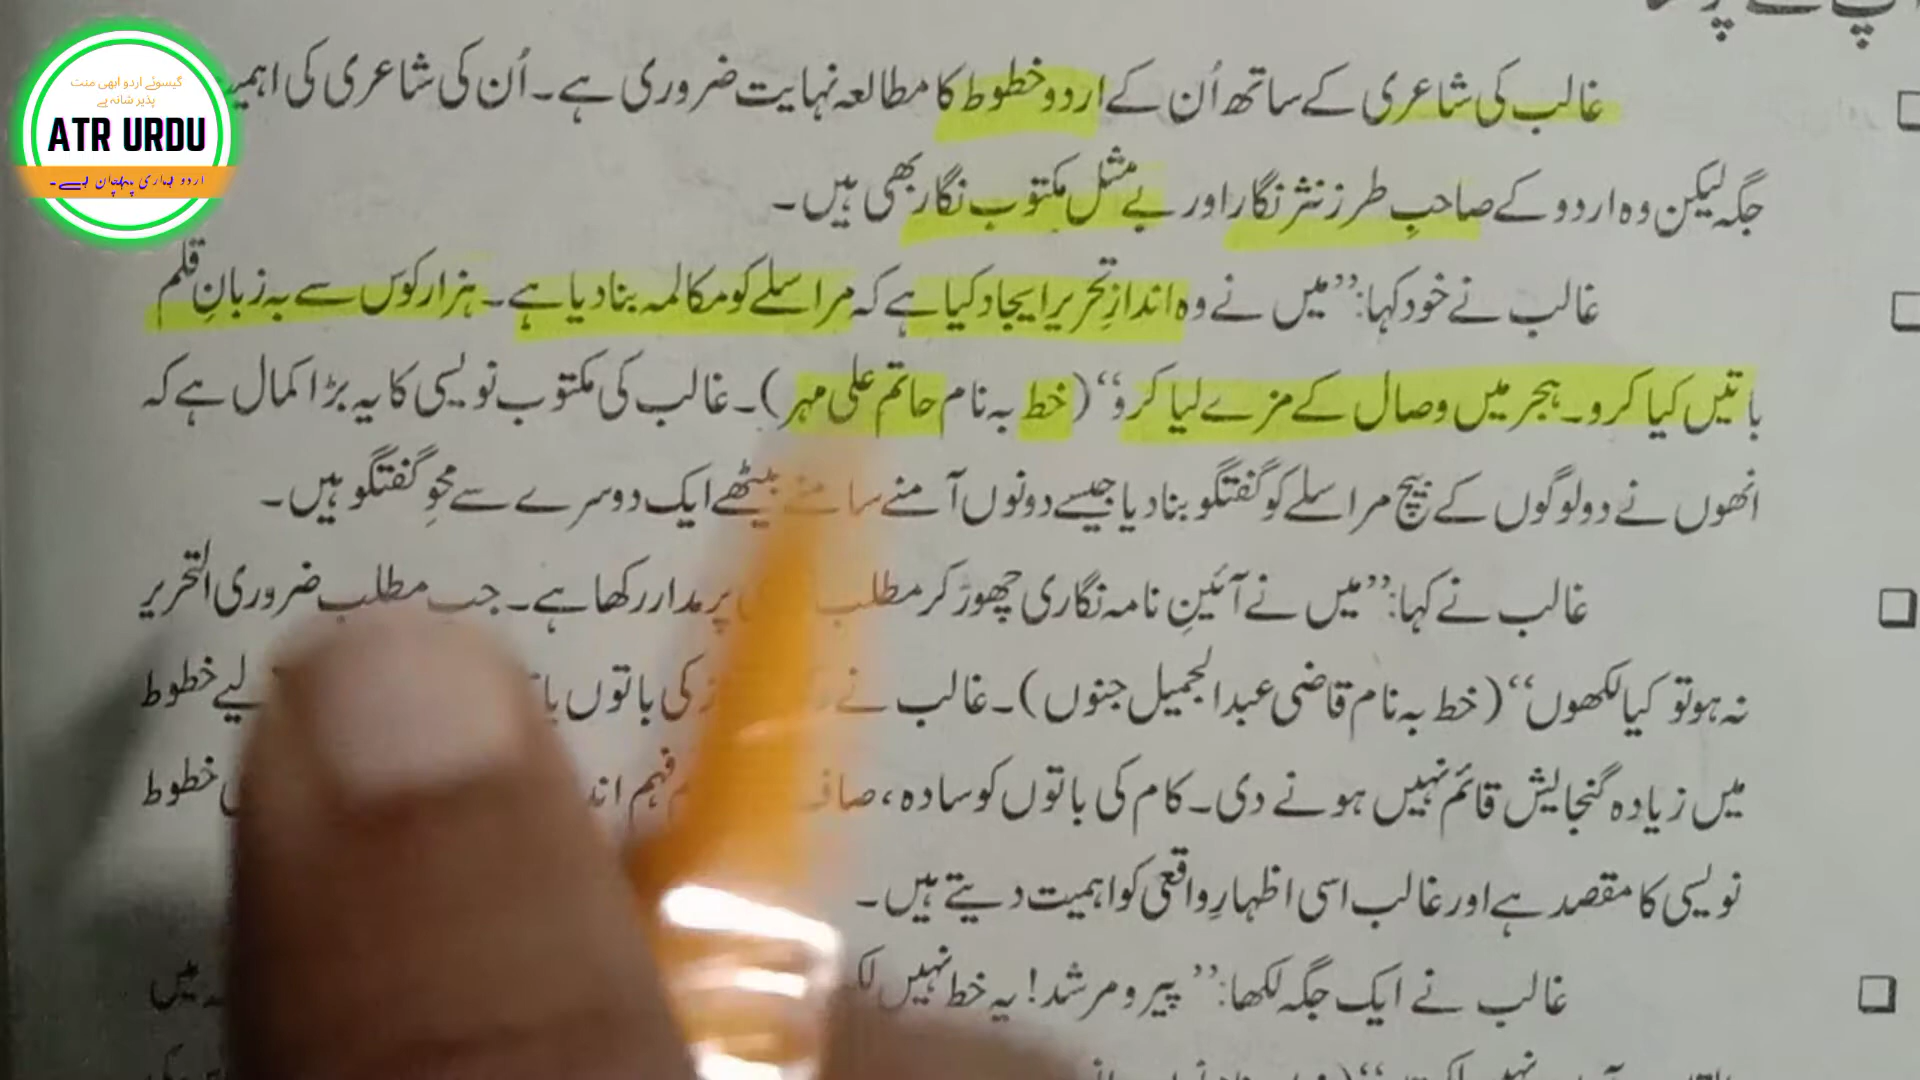 گیسوئے اردو ابھی منت
پذیر شانہ ہے
ATR URDU
اردو ہماری پہچان ہے۔
غالب کی شاعری کے ساتھ اُن کے اردو خطوط کا مطالعہ نہایت ضروری ہے۔ اُن کی شاعری کی
جگہ لیکن وہ اردو کے صاحبِ طرز نثر نگار اور بے مثل مکتوب نگار بھی ہیں۔
غالب نے خود کہا: ”میں نے وہ اندازِ تحریر ایجاد کیا ہے کہ مراسلے کو مکالمہ بنا دیا ہے۔ ہزار کوس سے بہ زبانِ قلم
باتیں کیا کرو۔ ہجر میں وصال کے مزے لیا کرو“ (خط بہ نام حاتم علی مہر)۔ غالب کی مکتوب نویسی کا یہ بڑا کمال ہے کہ
انھوں نے دو لوگوں کے بیچ مراسلے کو گفتگو بنا دیا جیسے دونوں آمنے سامنے بیٹھے ایک دوسرے سے محوِ گفتگو ہیں۔
غالب نے کہا: ”میں نے آئینِ نامہ نگاری چھوڑ کر مطلب پر مدار رکھا ہے۔ جب مطلب ضروری التحریر
نہ ہو تو کیا لکھوں“ (خط بہ نام قاضی عبدالجمیل جنوں)۔ غالب نے کی باتوں لیے خطوط
میں زیادہ گنجایش قائم نہیں ہونے دی۔ کام کی باتوں کو سادہ، فہم خطوط
نویسی کا مقصد ہے اور غالب اسی اظہارِ واقعی کو اہمیت دیتے ہیں۔
غالب نے ایک جگہ لکھا: ”پیر و مرشد! یہ خط نہیں میں